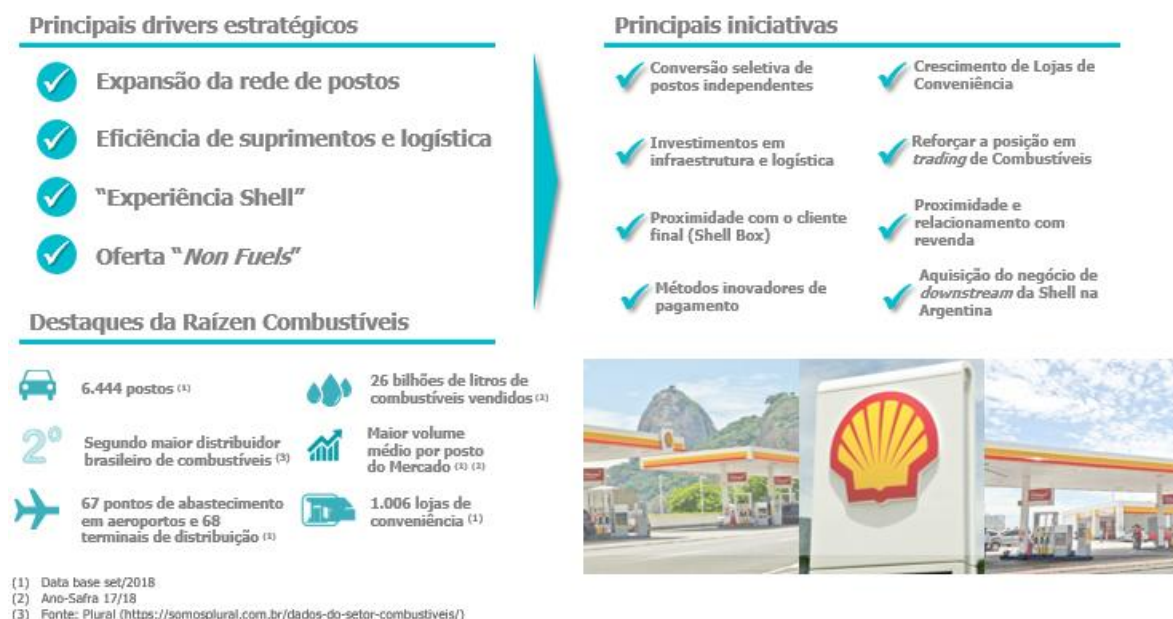 Principais drivers estratégicos
Expansão da rede de postos
Eficiência de suprimentos e logística
“Experiência Shell”
Oferta “Non Fuels”
Principais iniciativas
Conversão seletiva de
postos independentes
Crescimento de Lojas de
Conveniência
Investimentos em
infraestrutura e logística
Reforçar a posição em
trading de Combustíveis
Proximidade com o cliente
final (Shell Box)
Proximidade e
relacionamento com
revenda
Métodos inovadores de
pagamento
Aquisição do negócio de
downstream da Shell na
Argentina
Destaques da Raízen Combustíveis
6.444 postos (1)
26 bilhões de litros de
combustíveis vendidos (2)
2º
Segundo maior distribuidor
brasileiro de combustíveis (3)
Maior volume
médio por posto
do Mercado (2) (3)
67 pontos de abastecimento
em aeroportos e 68
terminais de distribuição (1)
1.006 lojas de
conveniência (1)
(1) Data base set/2018
(2) Ano-Safra 17/18
(3) Fonte: Plural (https://somosplural.com.br/dados-do-setor-combustiveis/)